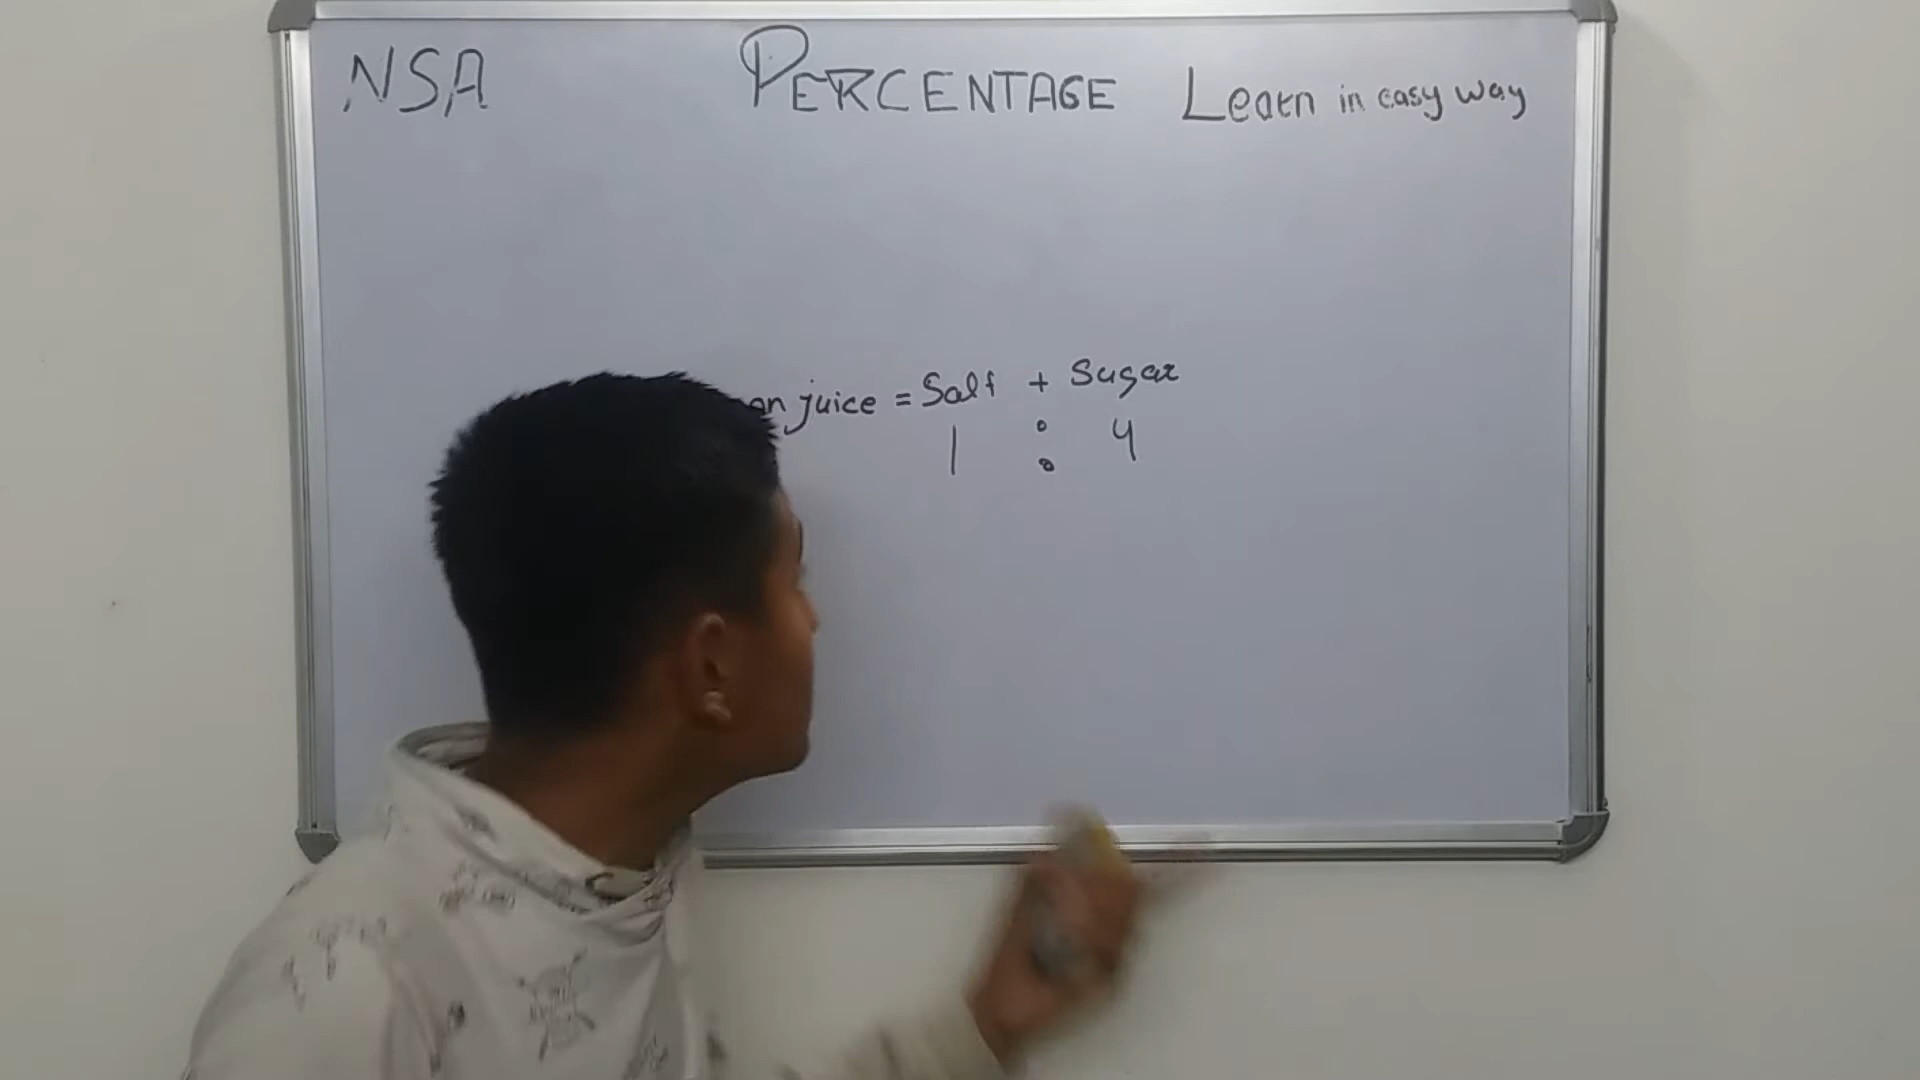 NSA PERCENTAGE Learn in easy way
juice = Salt + Sugar
1 : 4